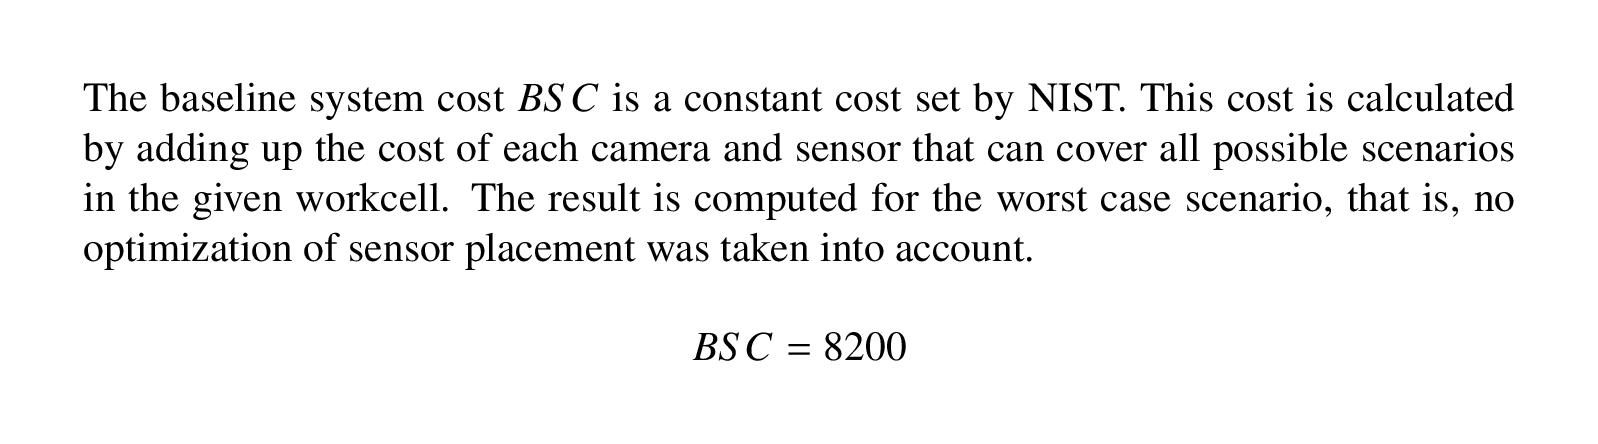 The baseline system cost BSC is a constant cost set by NIST. This cost is calculated
by adding up the cost of each camera and sensor that can cover all possible scenarios
in the given workcell. The result is computed for the worst case scenario, that is, no
optimization of sensor placement was taken into account.
BSC = 8200